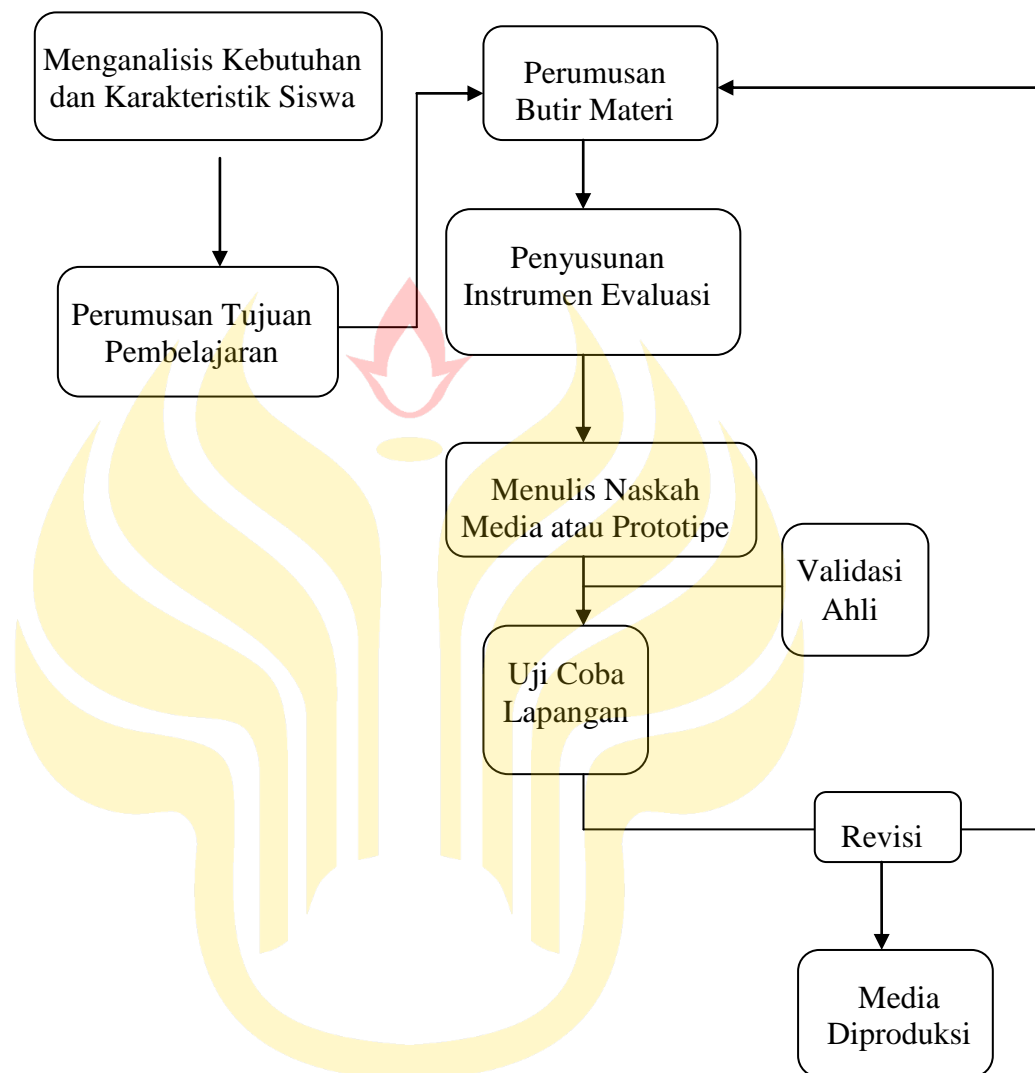 Menganalisis Kebutuhan
dan Karakteristik Siswa
Perumusan Tujuan
Pembelajaran
Perumusan
Butir Materi
Penyusunan
Instrumen Evaluasi
Menulis Naskah
Media atau Prototipe
Validasi
Ahli
Uji Coba
Lapangan
Revisi
Media
Diproduksi